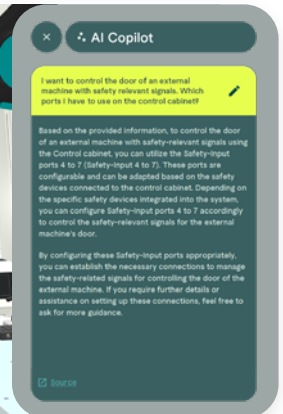 AI Copilot
I want to control the door of an external
machine with safety relevant signals. Which
ports I have to use on the control cabinet?
Based on the provided information, to control the door
of an external machine with safety-relevant signals using
the Control cabinet, you can utilize the Safety-Input
ports 4 to 7 (Safety-Input 4 to 7). These ports are
configurable and can be adapted based on the safety
devices connected to the control cabinet. Depending on
the specific safety devices integrated into the system,
you can configure Safety-Input ports 4 to 7 accordingly
to control the safety-relevant signals for the external
machine's door.
By configuring these Safety-Input ports appropriately,
you can establish the necessary connections to manage
the safety-related signals for controlling the door of the
external machine. If you require further details or
assistance on setting up these connections, feel free to
ask for more guidance.
Source